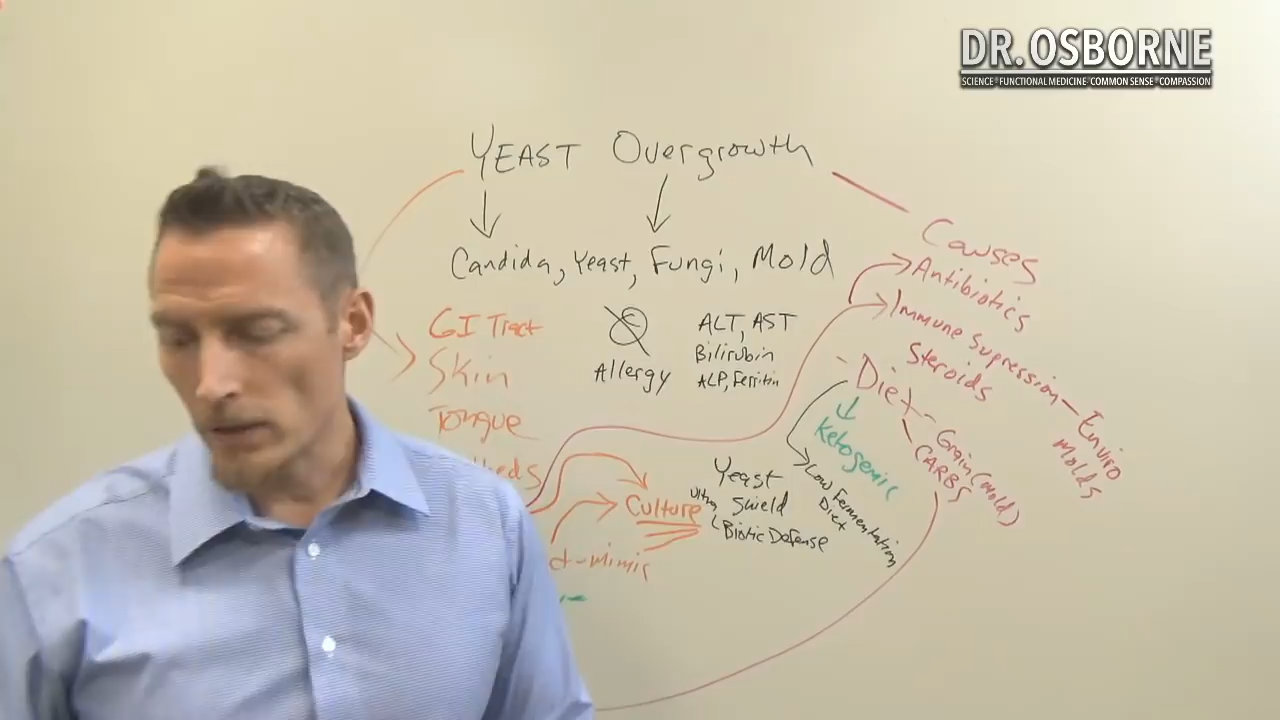 DR. OSBORNE
SCIENCE • FUNCTIONAL MEDICINE • COMMON SENSE • COMPASSION
YEAST Overgrowth
Candida, Yeast, Fungi, Mold
GI Tract
Skin
Tongue
beds
C
Allergy
ALT, AST
Bilirubin
ALP, Ferritin
Causes
Antibiotics
Immune Supression - Enviro
Molds
Steroids
- Diet - Grain (mold)
CARBS
Ketogenic
Low Fermentation
Diet
Culture
d-mimic
Yeast
Ultra Shield
Biotic Defense